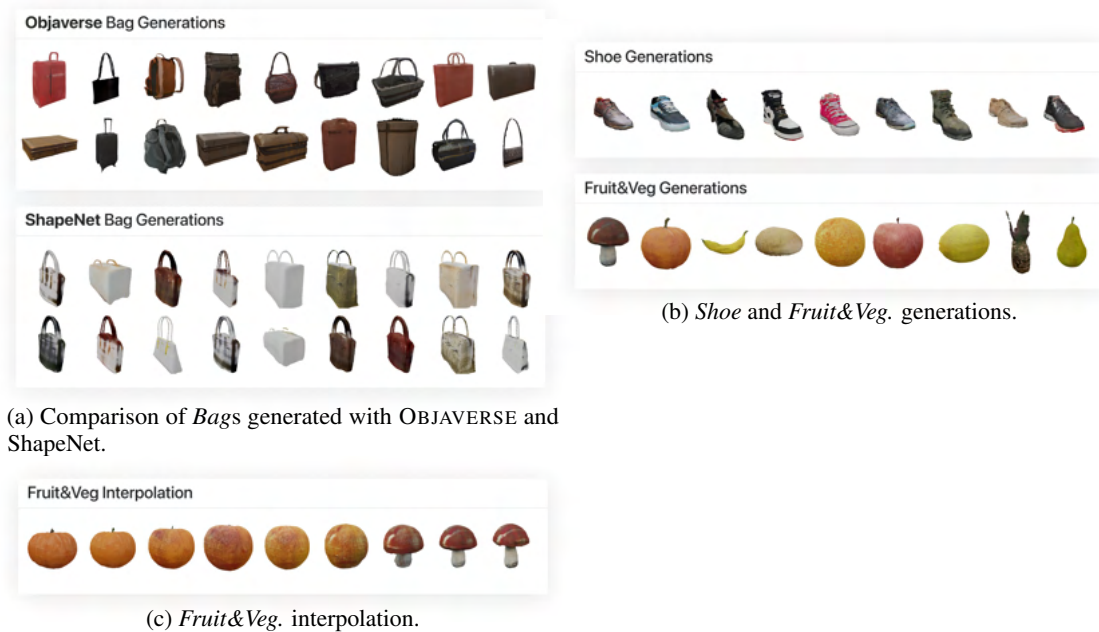 Objaverse Bag Generations
ShapeNet Bag Generations
(a) Comparison of Bags generated with OBJAVERSE and
ShapeNet.
Shoe Generations
Fruit&Veg Generations
(b) Shoe and Fruit&Veg. generations.
Fruit&Veg Interpolation
(c) Fruit&Veg. interpolation.